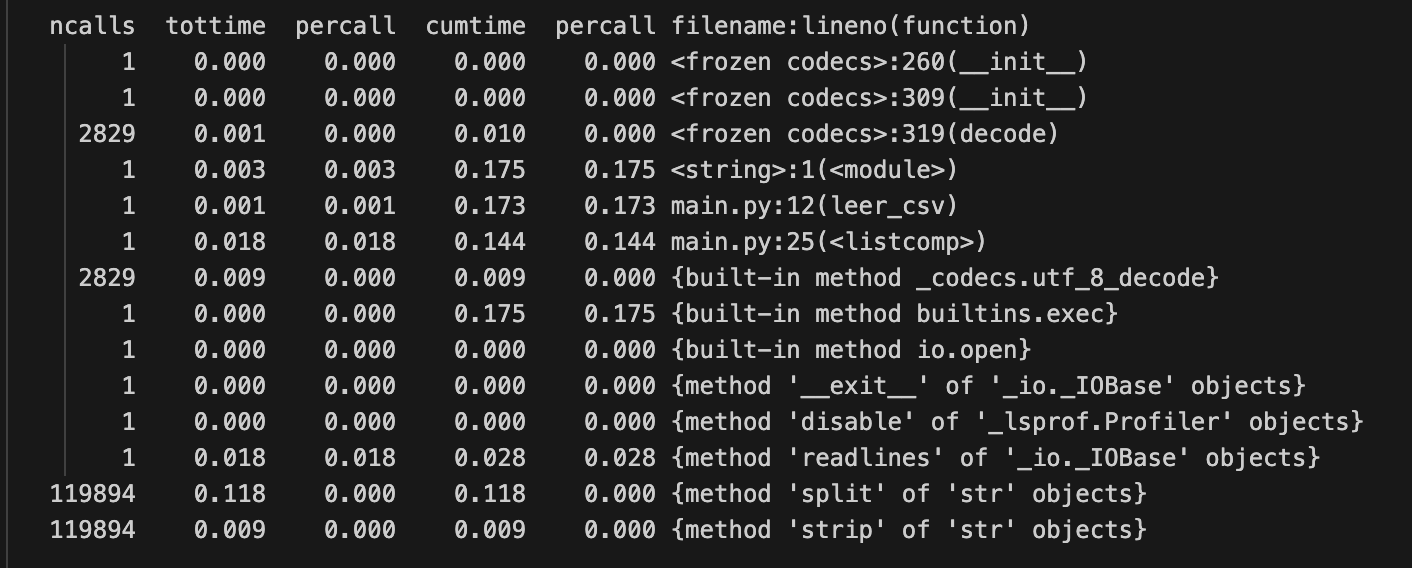 ncalls  tottime  percall  cumtime  percall filename:lineno(function)
     1    0.000    0.000    0.000    0.000 <frozen codecs>:260(__init__)
     1    0.000    0.000    0.000    0.000 <frozen codecs>:309(__init__)
  2829    0.001    0.000    0.010    0.000 <frozen codecs>:319(decode)
     1    0.003    0.003    0.175    0.175 <string>:1(<module>)
     1    0.001    0.001    0.173    0.173 main.py:12(leer_csv)
     1    0.018    0.018    0.144    0.144 main.py:25(<listcomp>)
  2829    0.009    0.000    0.009    0.000 {built-in method _codecs.utf_8_decode}
     1    0.000    0.000    0.175    0.175 {built-in method builtins.exec}
     1    0.000    0.000    0.000    0.000 {built-in method io.open}
     1    0.000    0.000    0.000    0.000 {method '__exit__' of '_io._IOBase' objects}
     1    0.000    0.000    0.000    0.000 {method 'disable' of '_lsprof.Profiler' objects}
     1    0.018    0.018    0.028    0.028 {method 'readlines' of '_io._IOBase' objects}
119894    0.118    0.000    0.118    0.000 {method 'split' of 'str' objects}
119894    0.009    0.000    0.009    0.000 {method 'strip' of 'str' objects}